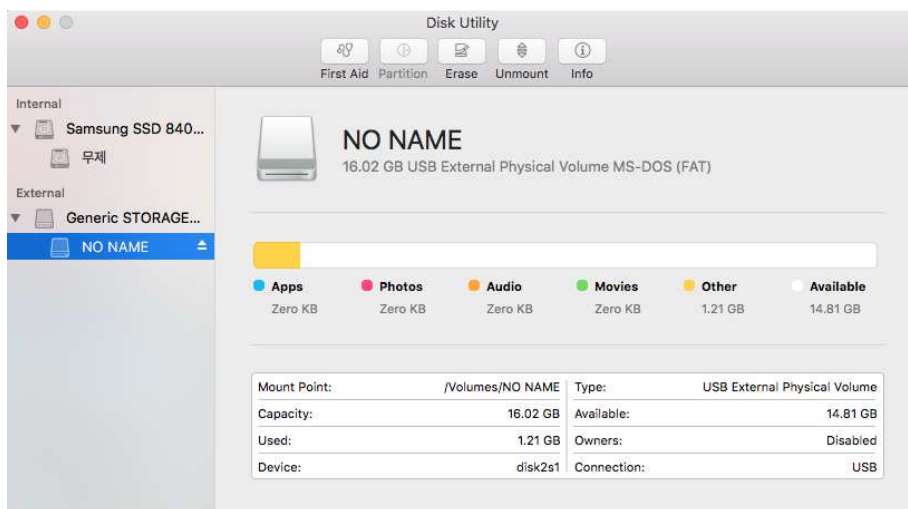 Disk Utility
First Aid Partition Erase Unmount Info
Internal
Samsung SSD 840...
무제
External
Generic STORAGE...
NO NAME
NO NAME
16.02 GB USB External Physical Volume MS-DOS (FAT)
Apps Photos Audio Movies Other Available
Zero KB Zero KB Zero KB Zero KB 1.21 GB 14.81 GB
Mount Point: /Volumes/NO NAME Type: USB External Physical Volume
Capacity: 16.02 GB Available: 14.81 GB
Used: 1.21 GB Owners: Disabled
Device: disk2s1 Connection: USB